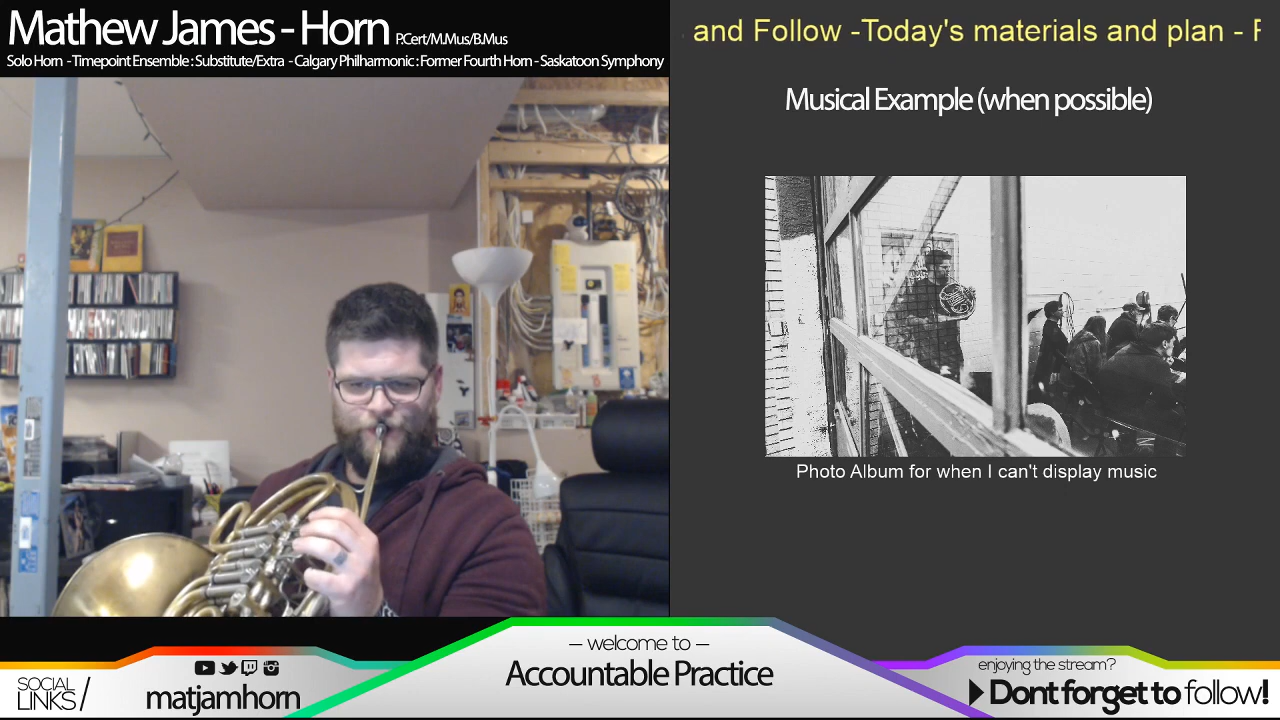 Mathew James - Horn P.Cert/M.Mus/B.Mus
Solo Horn - Timepoint Ensemble : Substitute/Extra - Calgary Philharmonic : Former Fourth Horn - Saskatoon Symphony
and Follow -Today's materials and plan -
Musical Example (when possible)
Photo Album for when I can't display music
SOCIAL
LINKS /
matjamhorn
– welcome to –
Accountable Practice
enjoying the stream?
Dont forget to follow!